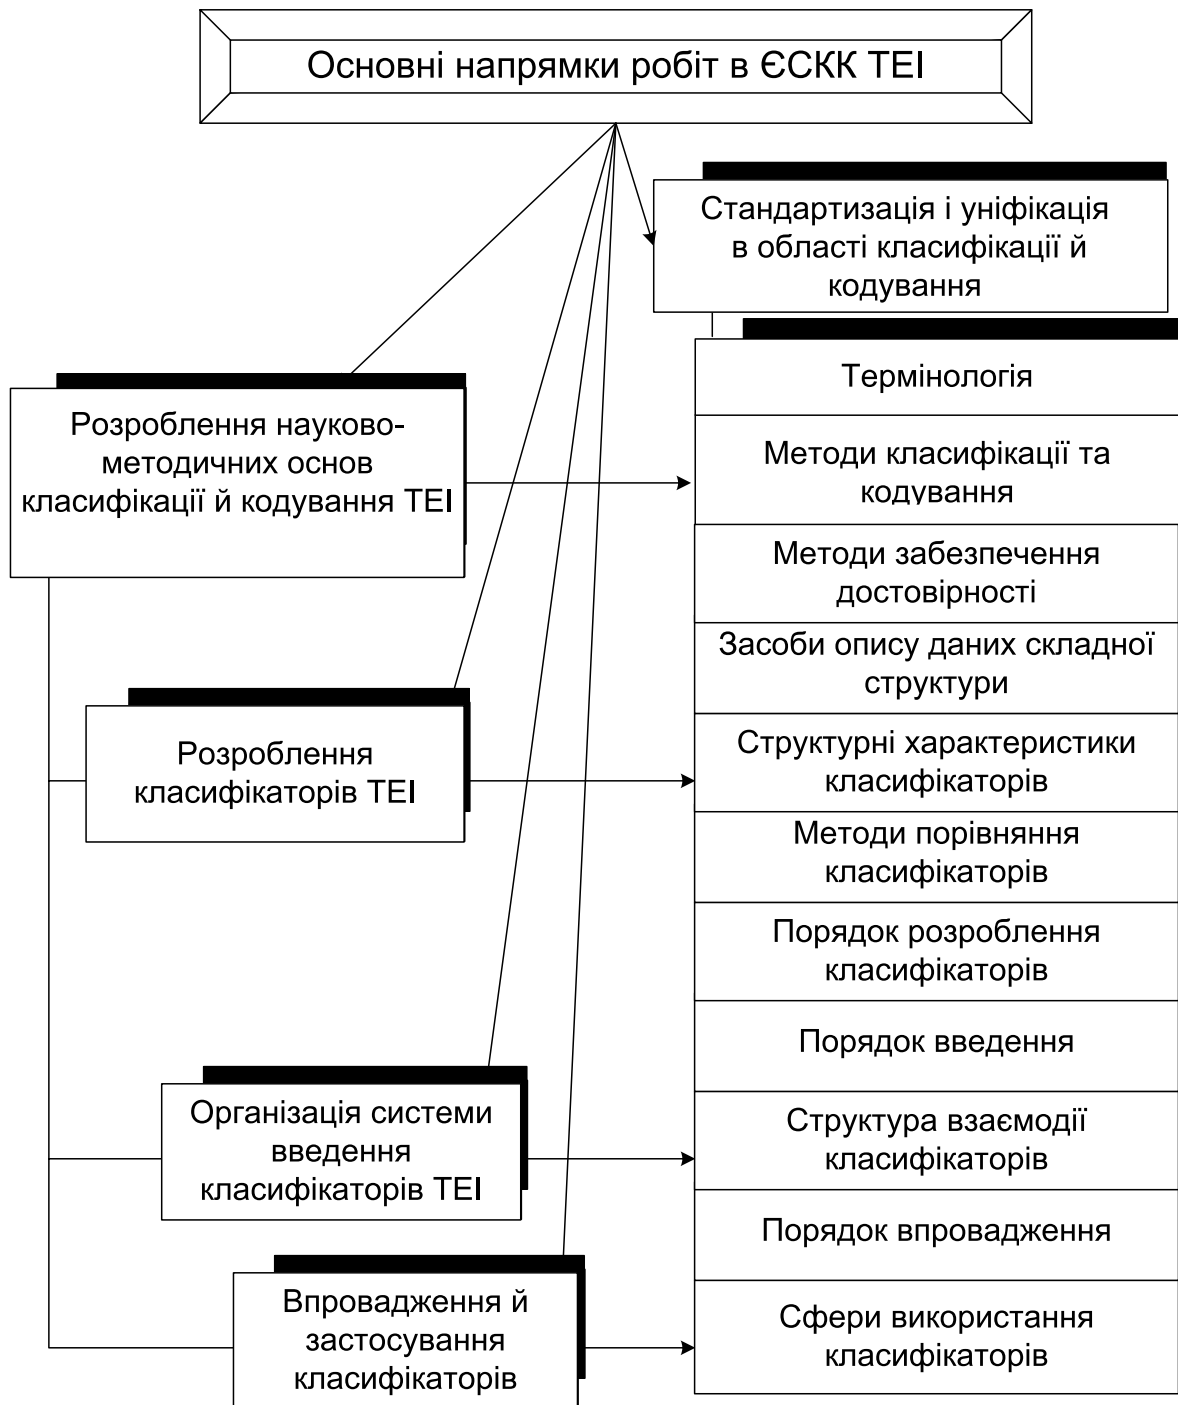 Основні напрямки робіт в ЄСКК ТЕІ
Стандартизація і уніфікація
в області класифікації й
кодування
Розроблення науково-
методичних основ
класифікації й кодування ТЕІ
Розроблення
класифікаторів ТЕІ
Організація системи
введення
класифікаторів ТЕІ
Впровадження й
застосування
класифікаторів
Термінологія
Методи класифікації та
кодування
Методи забезпечення
достовірності
Засоби опису даних складної
структури
Структурні характеристики
класифікаторів
Методи порівняння
класифікаторів
Порядок розроблення
класифікаторів
Порядок введення
Структура взаємодії
класифікаторів
Порядок впровадження
Сфери використання
класифікаторів